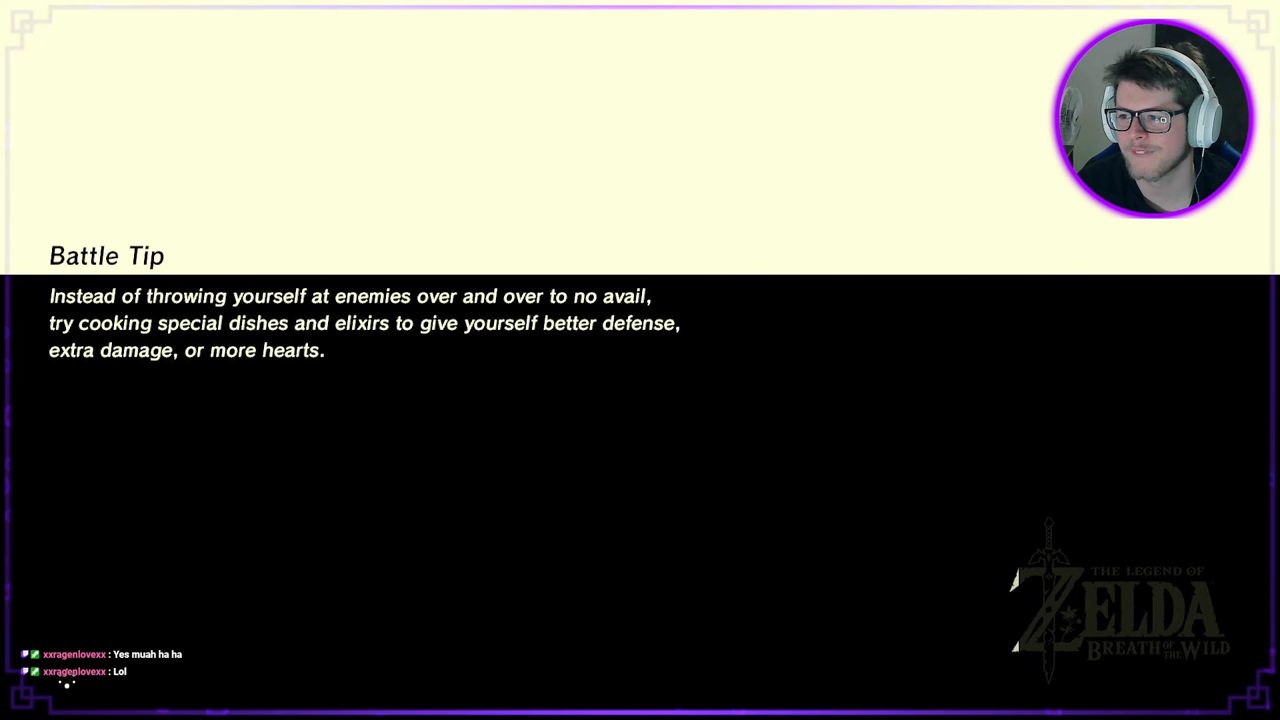 Battle Tip
Instead of throwing yourself at enemies over and over to no avail,
try cooking special dishes and elixirs to give yourself better defense,
extra damage, or more hearts.
THE LEGEND OF
ZELDA
BREATH OF THE WILD
xxragenlovexx : Yes muah ha ha
xxragenlovexx : Lol